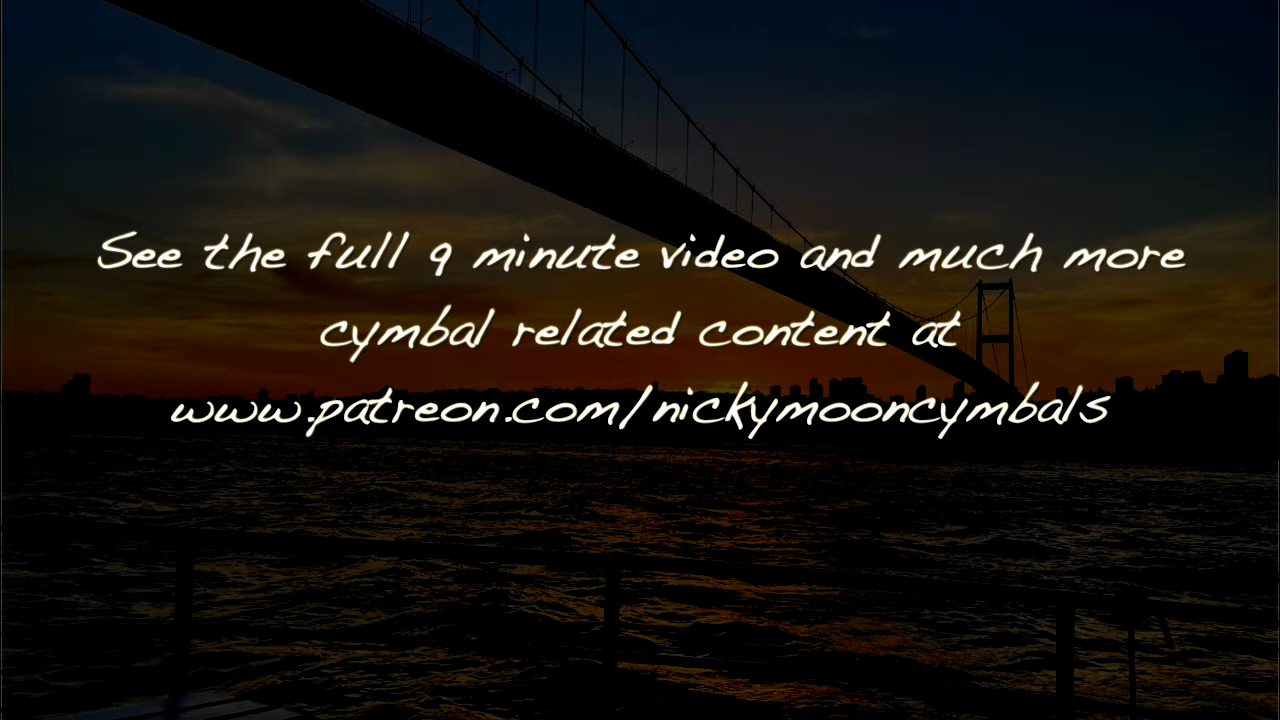 See the full 9 minute video and much more
cymbal related content at
www.patreon.com/nickymooncymbals